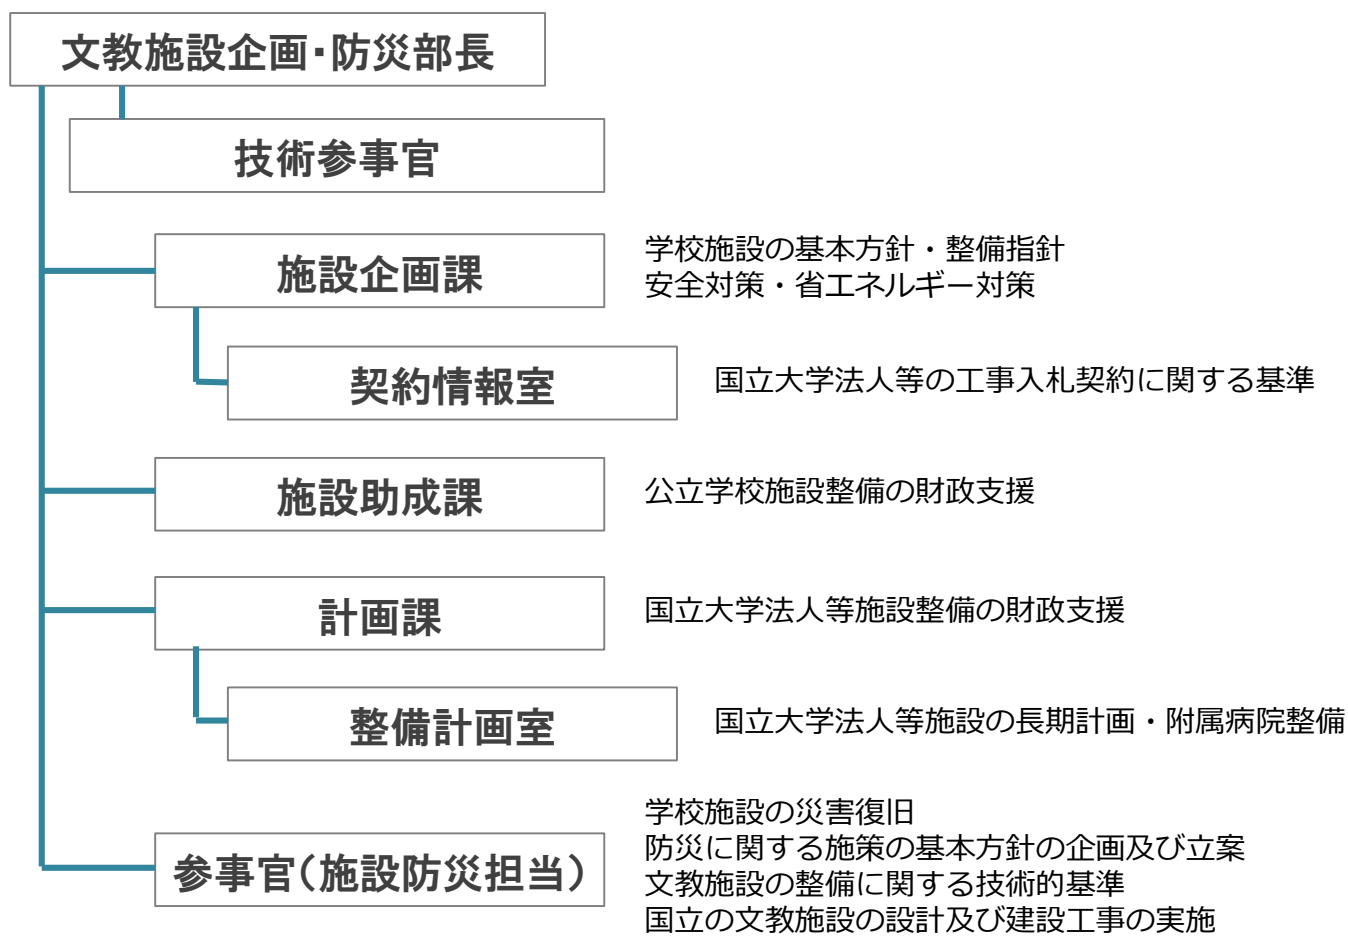 文教施設企画・防災部長
技術参事官
施設企画課
学校施設の基本方針・整備指針
安全対策・省エネルギー対策
契約情報室
国立大学法人等の工事入札契約に関する基準
施設助成課
公立学校施設整備の財政支援
計画課
国立大学法人等施設整備の財政支援
整備計画室
国立大学法人等施設の長期計画・附属病院整備
参事官(施設防災担当)
学校施設の災害復旧
防災に関する施策の基本方針の企画及び立案
文教施設の整備に関する技術的基準
国立の文教施設の設計及び建設工事の実施